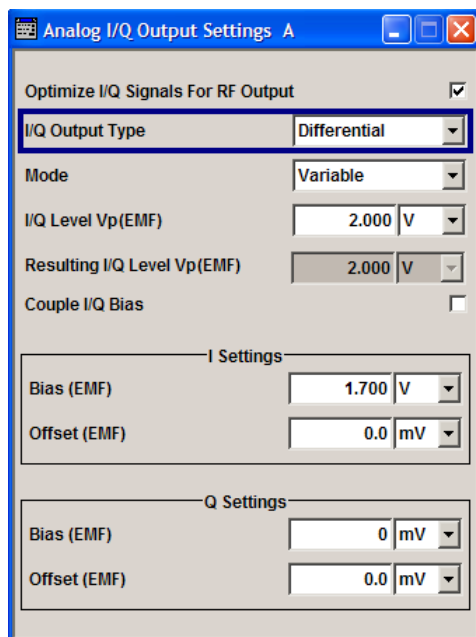 Analog I/Q Output Settings A
Optimize I/Q Signals For RF Output
I/Q Output Type Differential
Mode Variable
I/Q Level Vp(EMF) 2.000 V
Resulting I/Q Level Vp(EMF) 2.000 V
Couple I/Q Bias
I Settings
Bias (EMF) 1.700 V
Offset (EMF) 0.0 mV
Q Settings
Bias (EMF) 0 mV
Offset (EMF) 0.0 mV